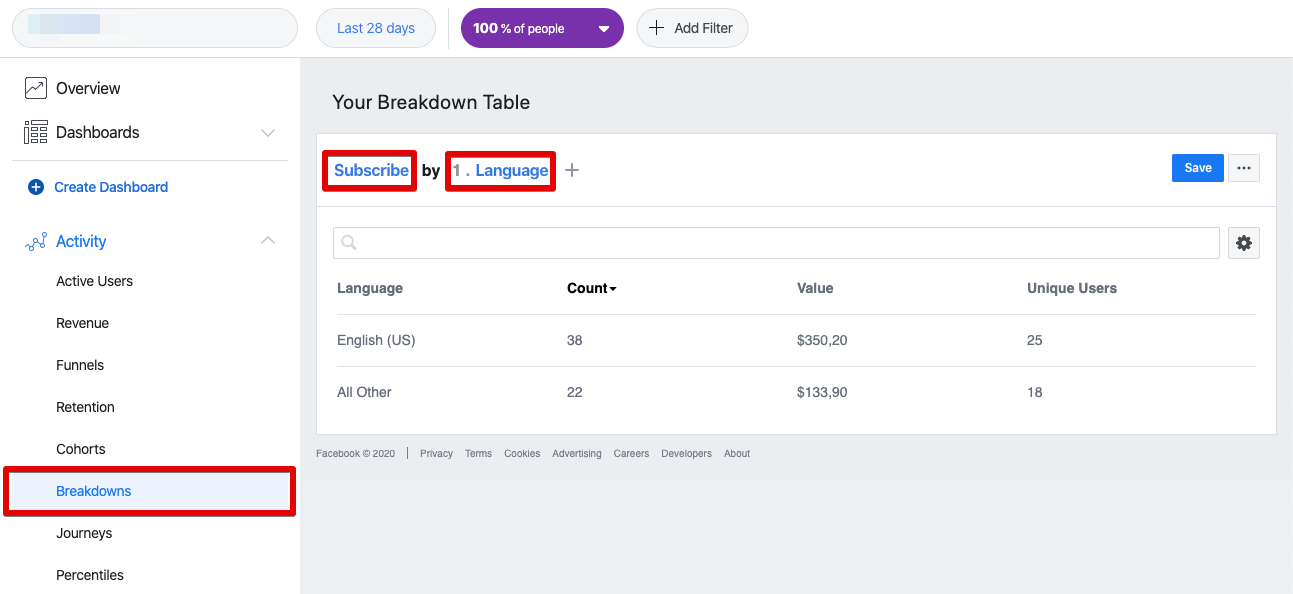 Last 28 days
100 % of people
Add Filter
Overview
Dashboards
Create Dashboard
Activity
Active Users
Revenue
Funnels
Retention
Cohorts
Breakdowns
Journeys
Percentiles
Your Breakdown Table
Subscribe by 1 . Language +
Save
Language Count Value Unique Users
English (US) 38 $350,20 25
All Other 22 $133,90 18
Facebook © 2020 | Privacy Terms Cookies Advertising Careers Developers About